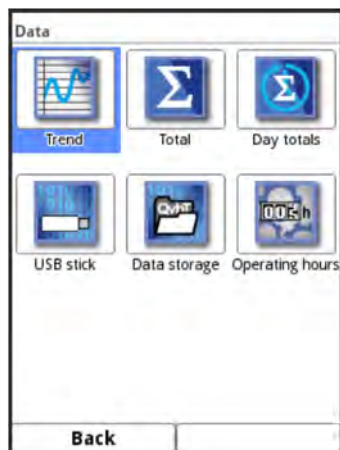 Data
Trend
Total
Day totals
USB stick
Data storage
Operating hours
Back